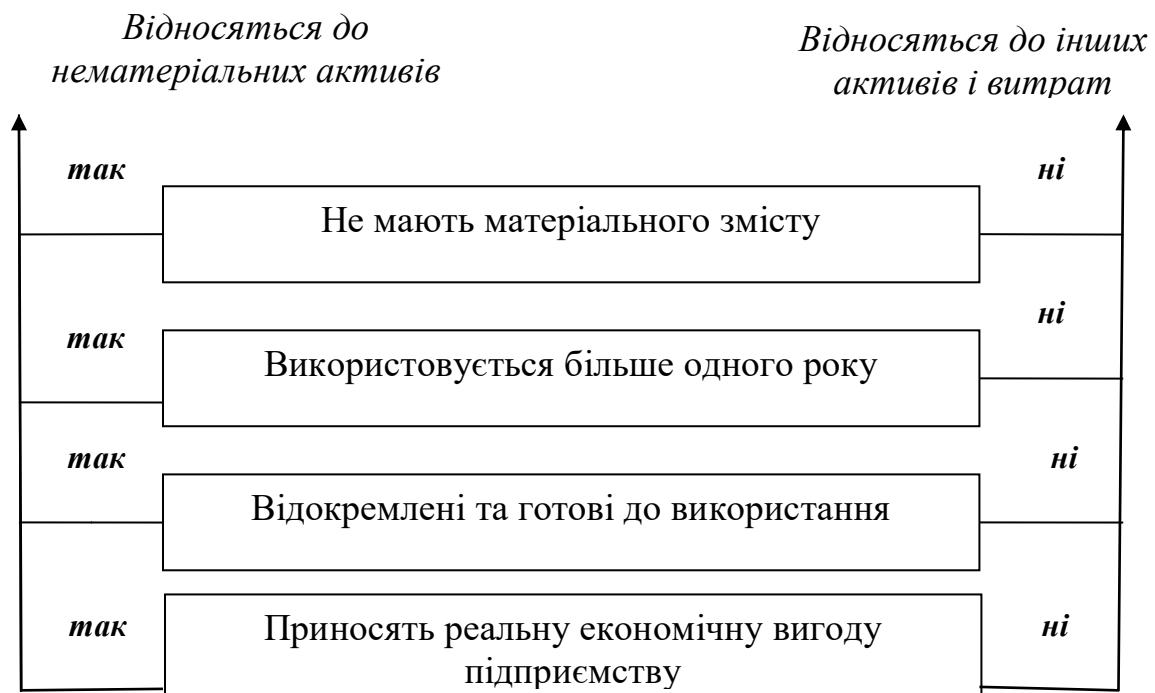 Відносяться до
нематеріальних активів
Відносяться до інших
активів і витрат
так
ні
Не мають матеріального змісту
так
ні
Використовується більше одного року
так
ні
Відокремлені та готові до використання
так
ні
Приносять реальну економічну вигоду
підприємству